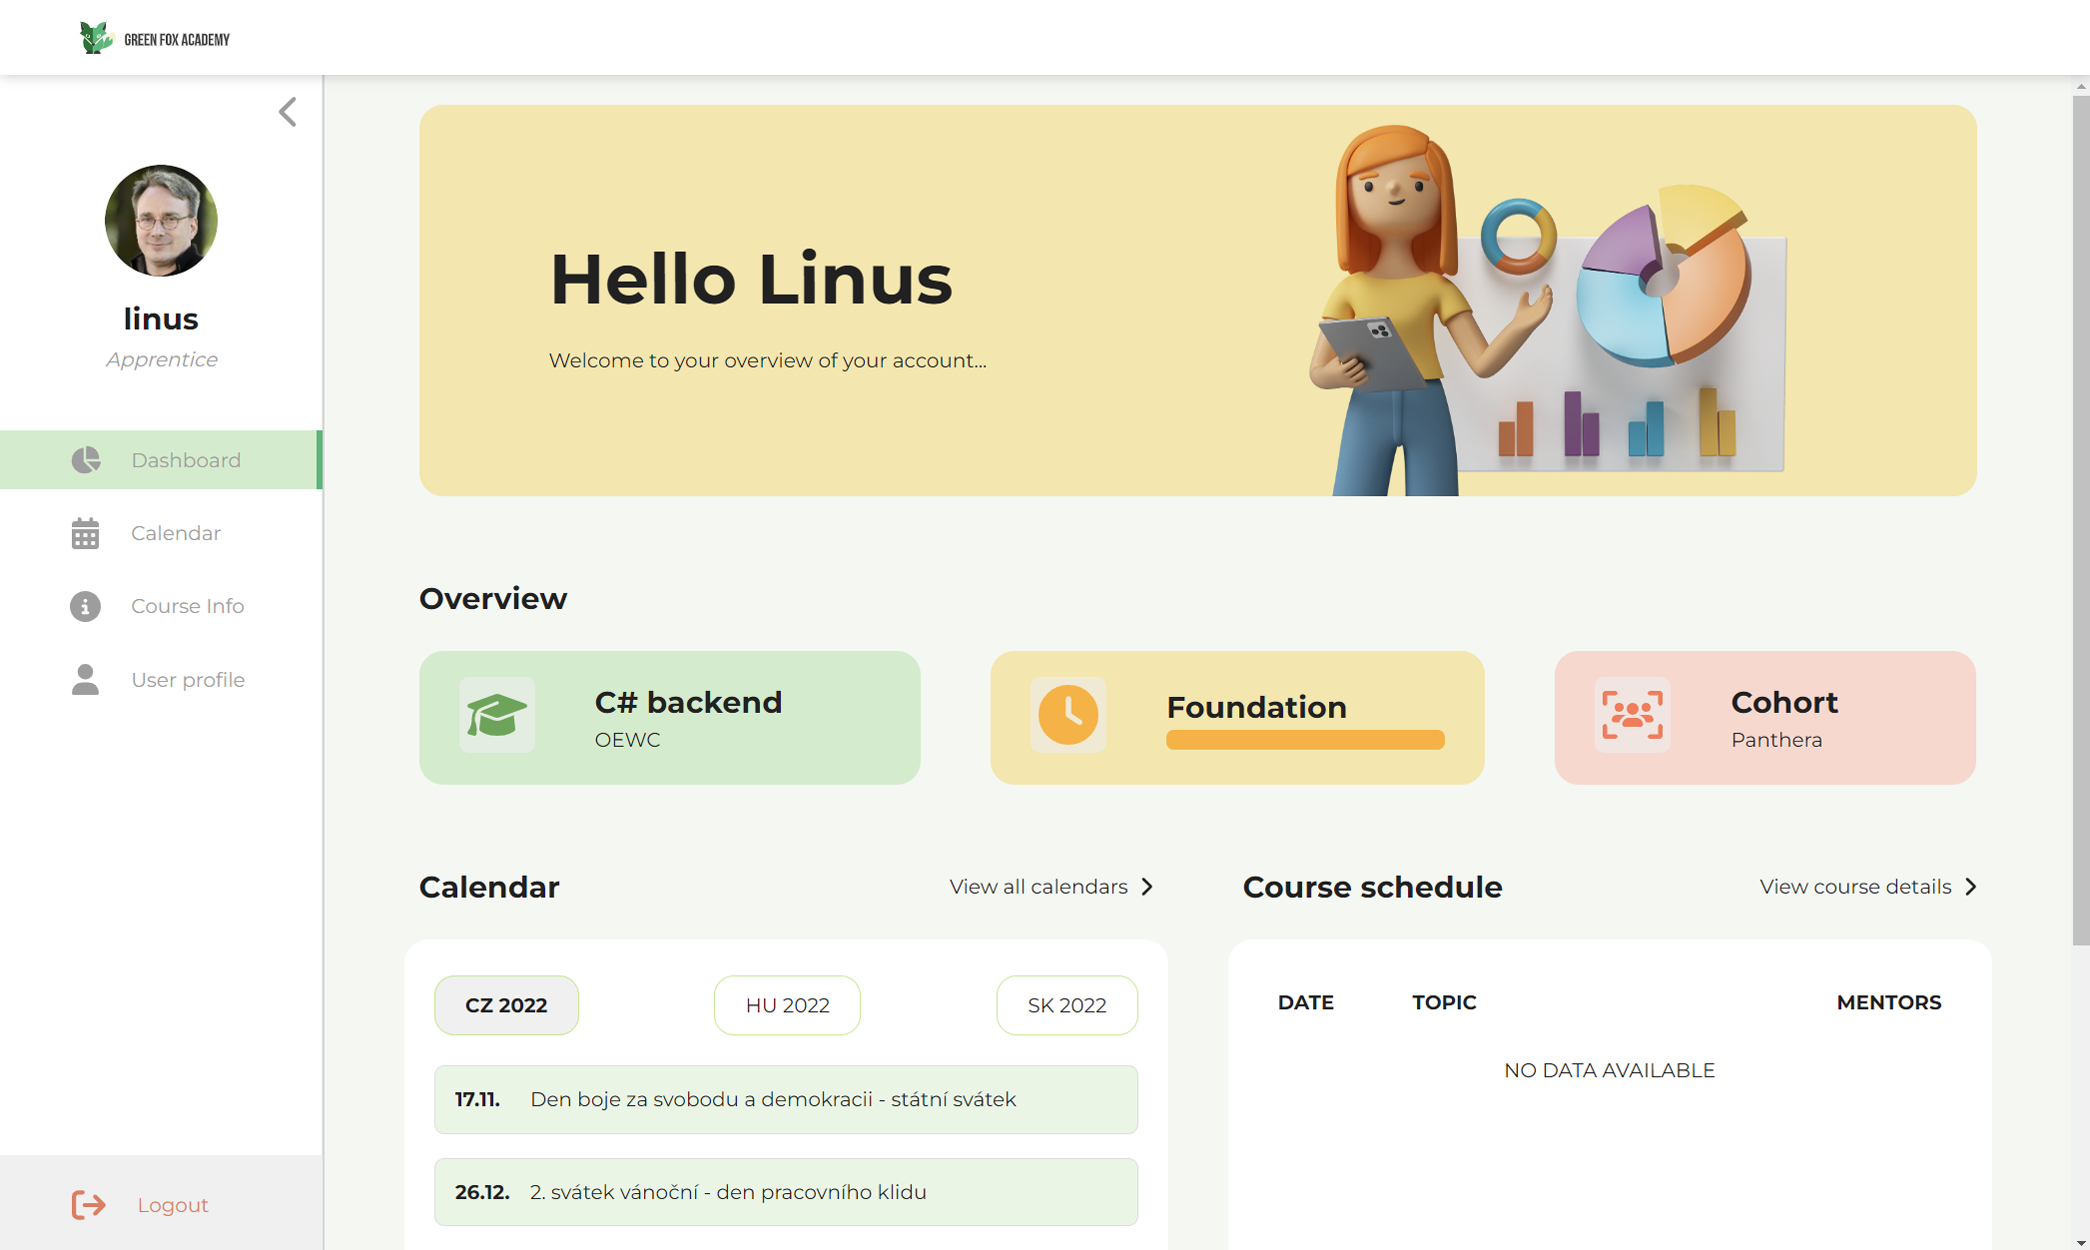 GREEN FOX ACADEMY
linus
Apprentice
Dashboard
Calendar
Course Info
User profile
Logout
Hello Linus
Welcome to your overview of your account...
Overview
C# backend
OEWC
Foundation
Cohort
Panthera
Calendar
View all calendars
CZ 2022
HU 2022
SK 2022
17.11. Den boje za svobodu a demokracii - státní svátek
26.12. 2. svátek vánoční - den pracovního klidu
Course schedule
View course details
DATE TOPIC MENTORS
NO DATA AVAILABLE